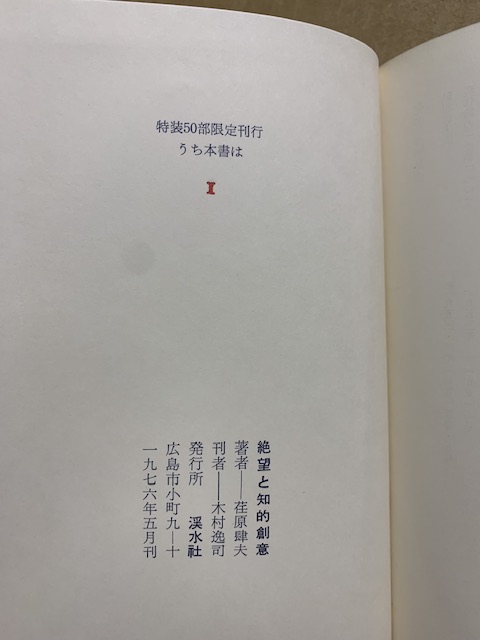 特装50部限定刊行
うち本書は
I
絶望と知的創意
著者――荏原肆夫
刊者――木村逸司
発行所 渓水社
広島市小町九―十
一九七六年五月刊